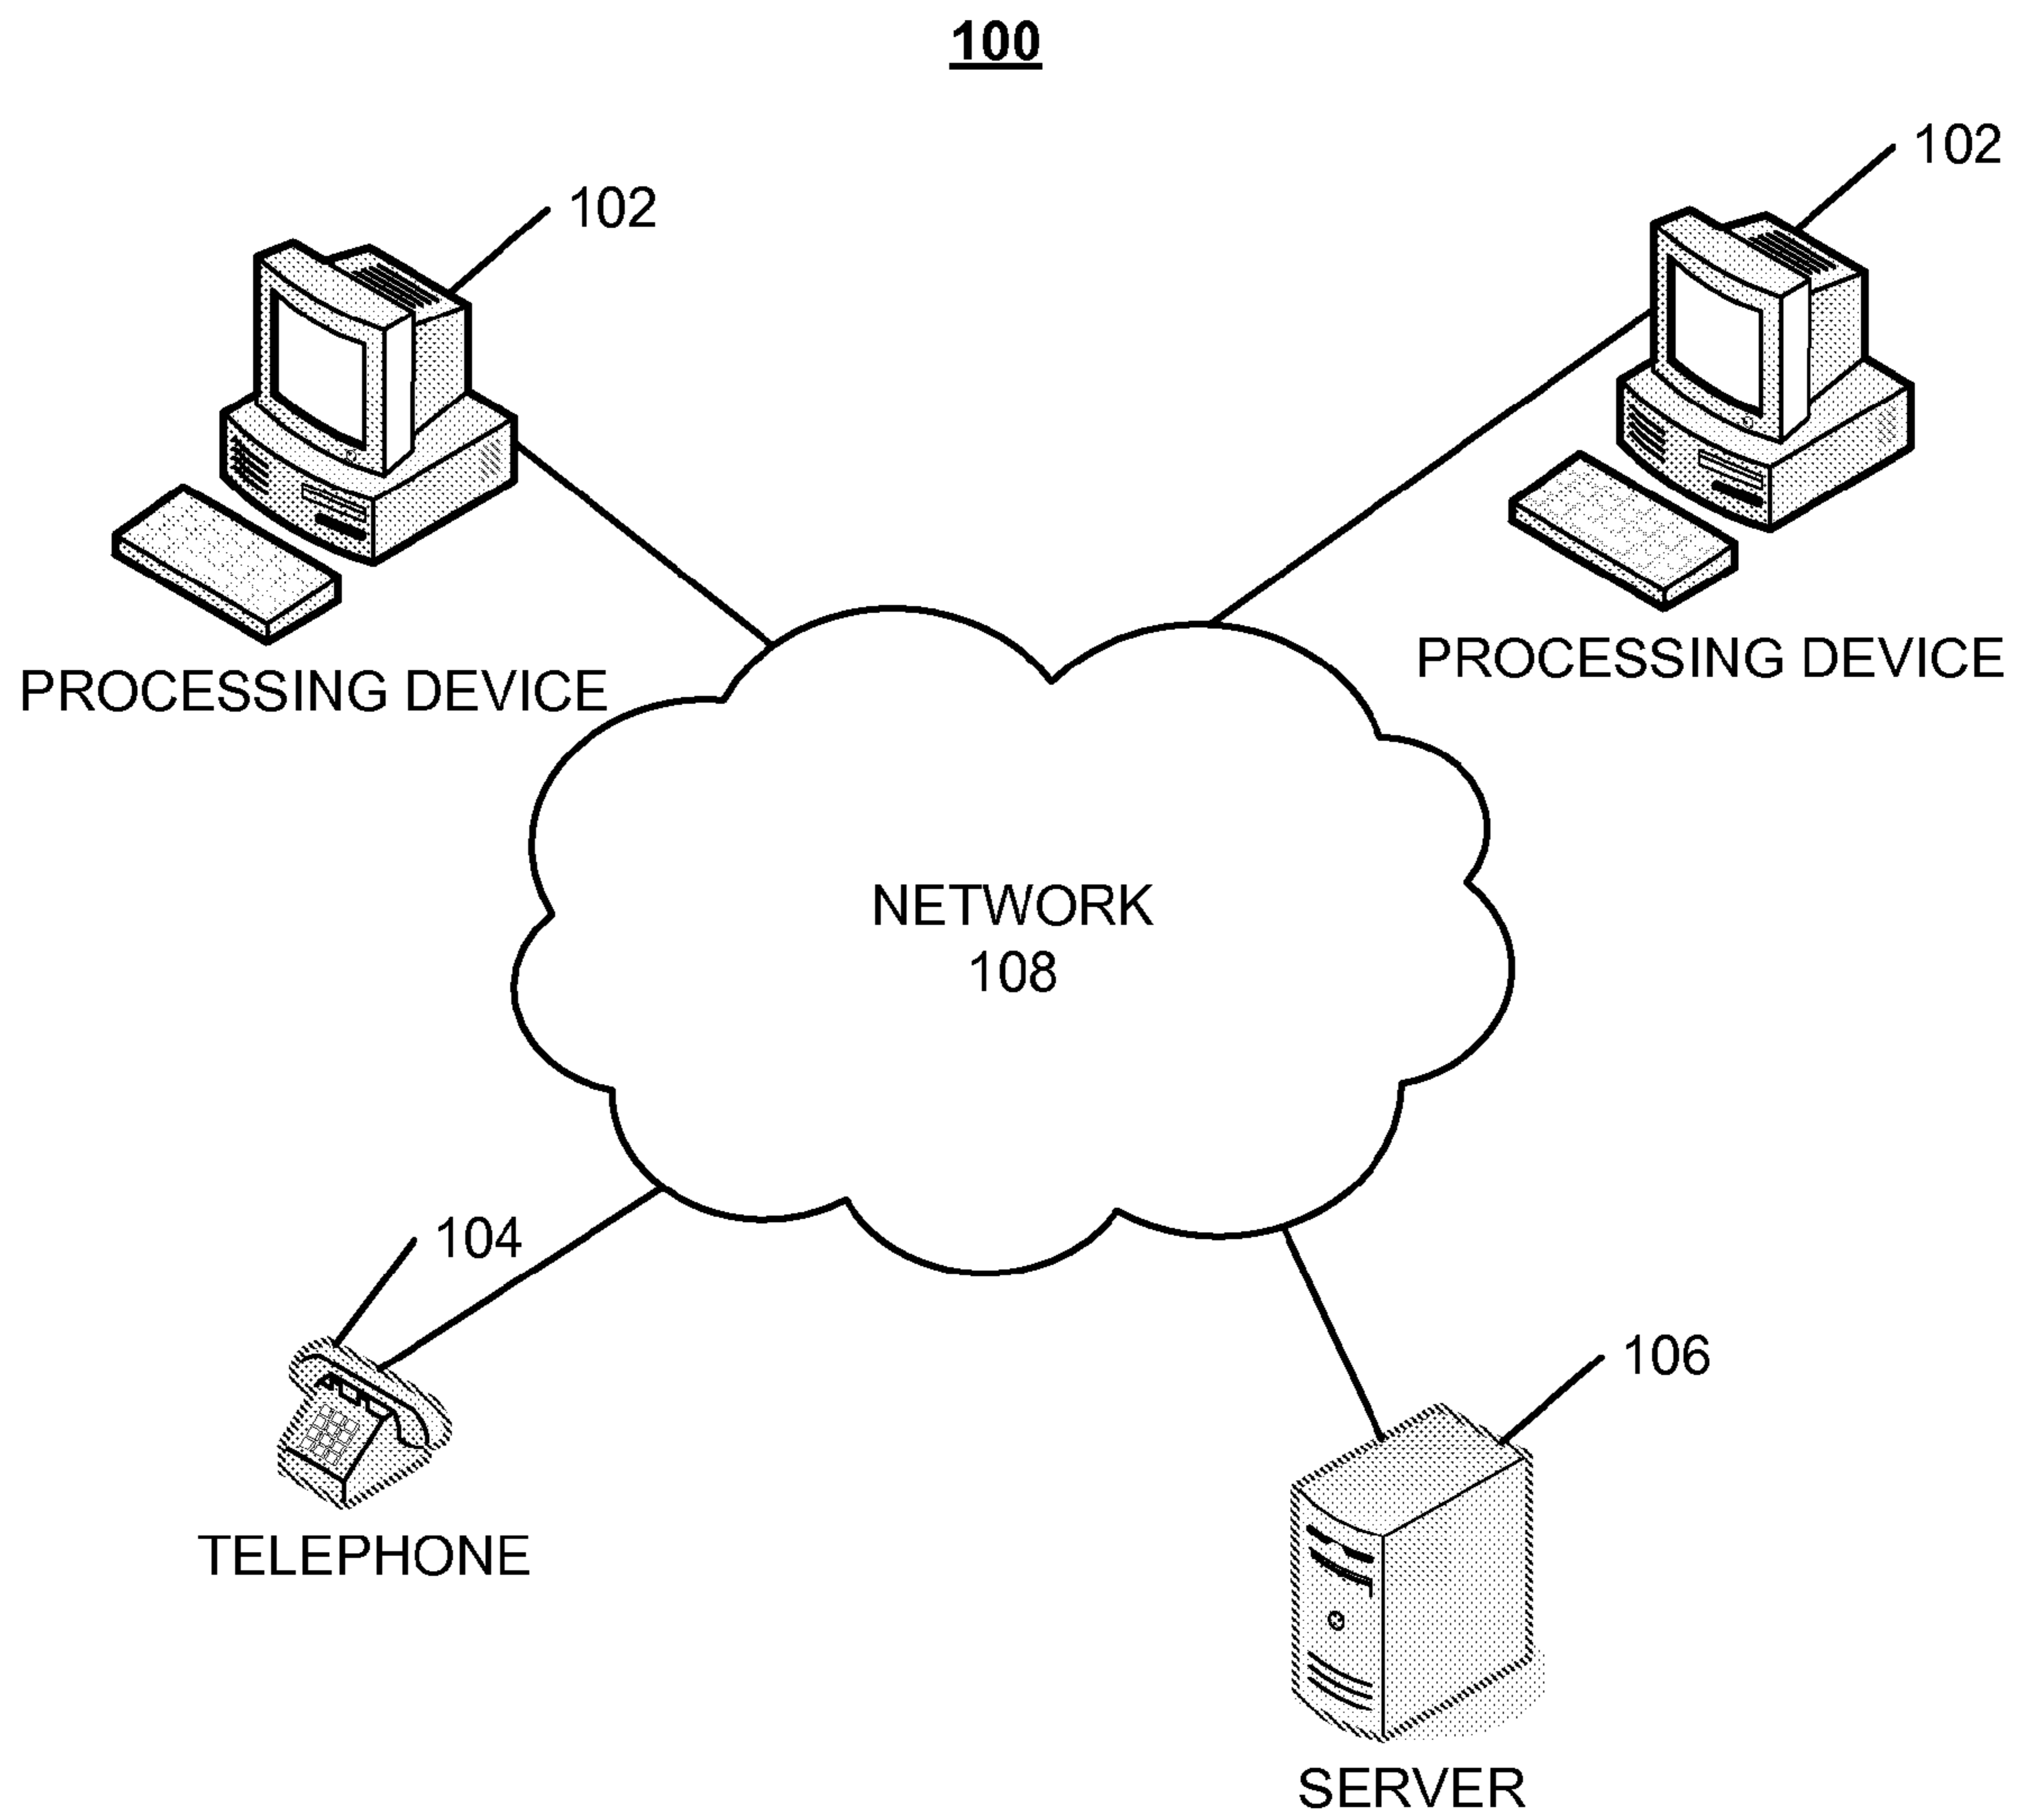 100
102
102
PROCESSING DEVICE
PROCESSING DEVICE
NETWORK
108
104
TELEPHONE
106
SERVER